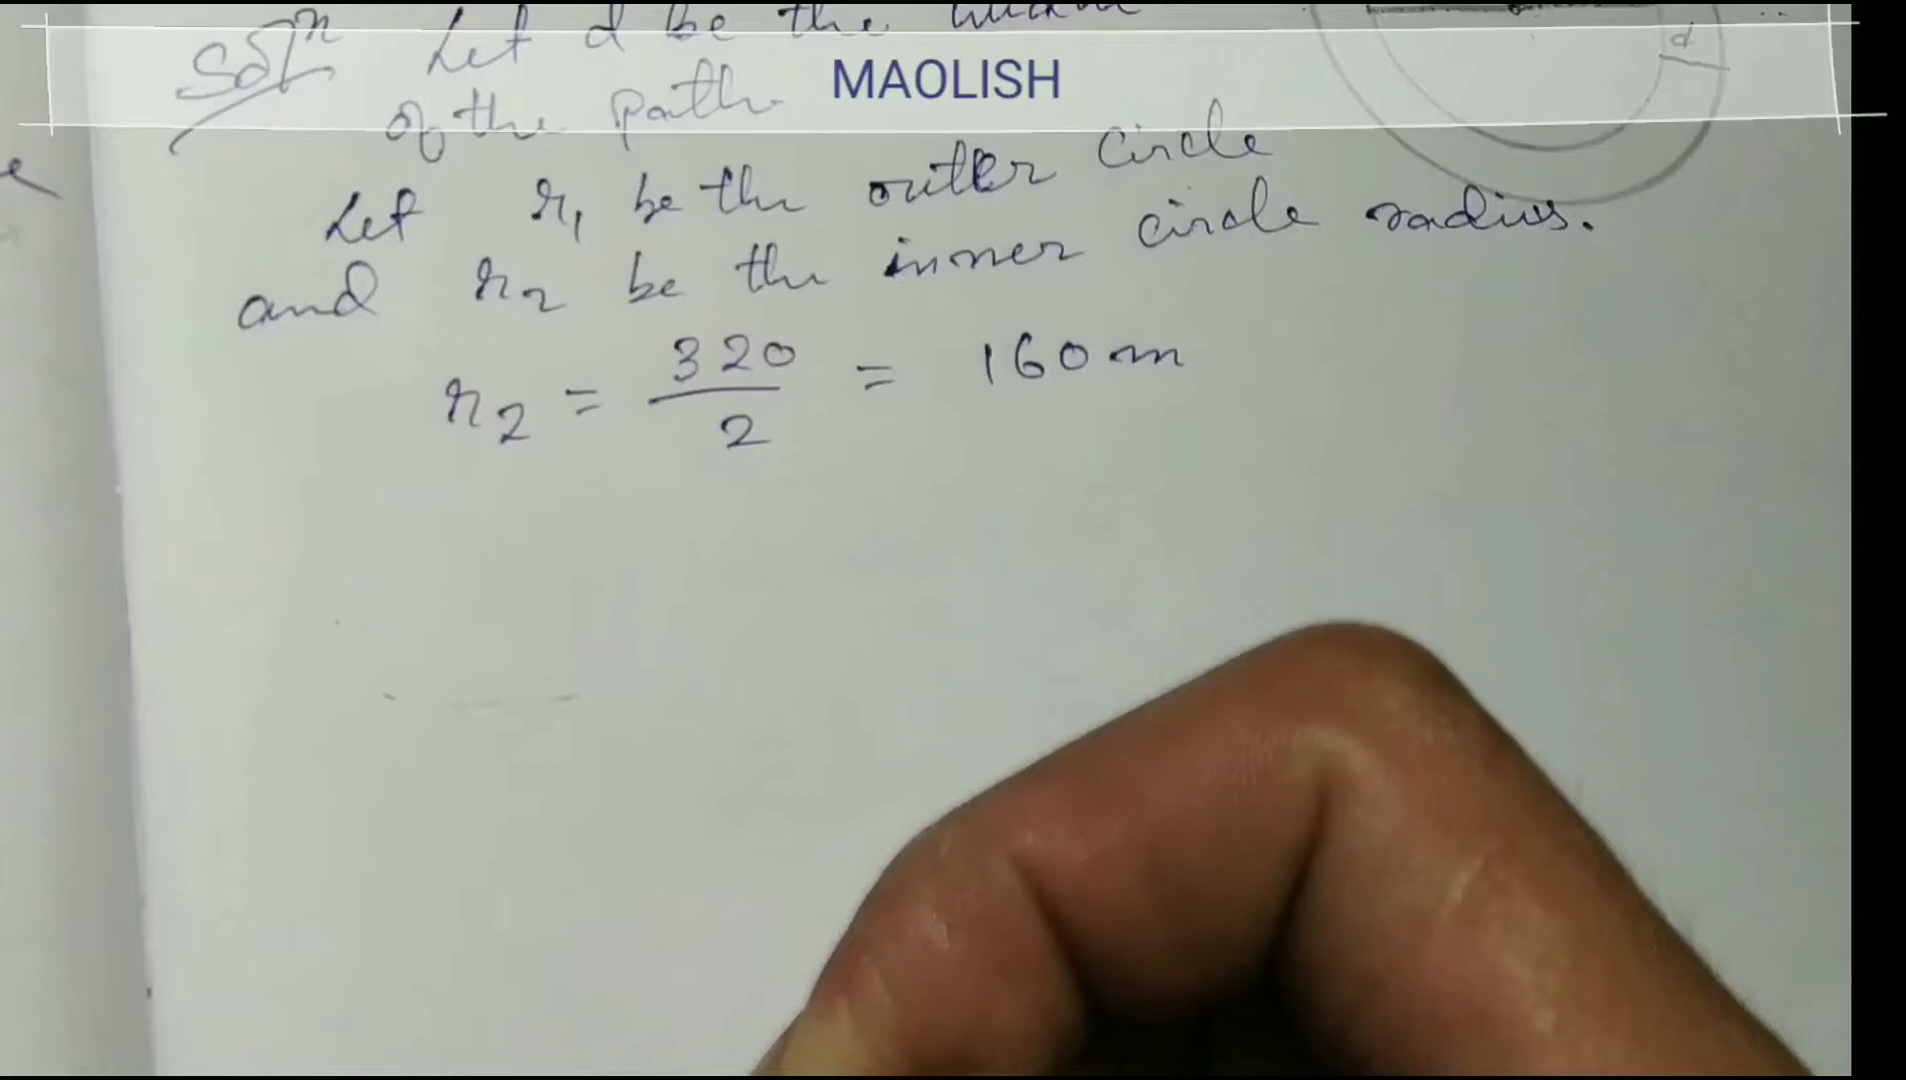 Solⁿ Let d be the
of the path
MAOLISH
d
Let r₁ be the outer circle
and r₂ be the inner circle radius.
r₂ = 320/2 = 160 m